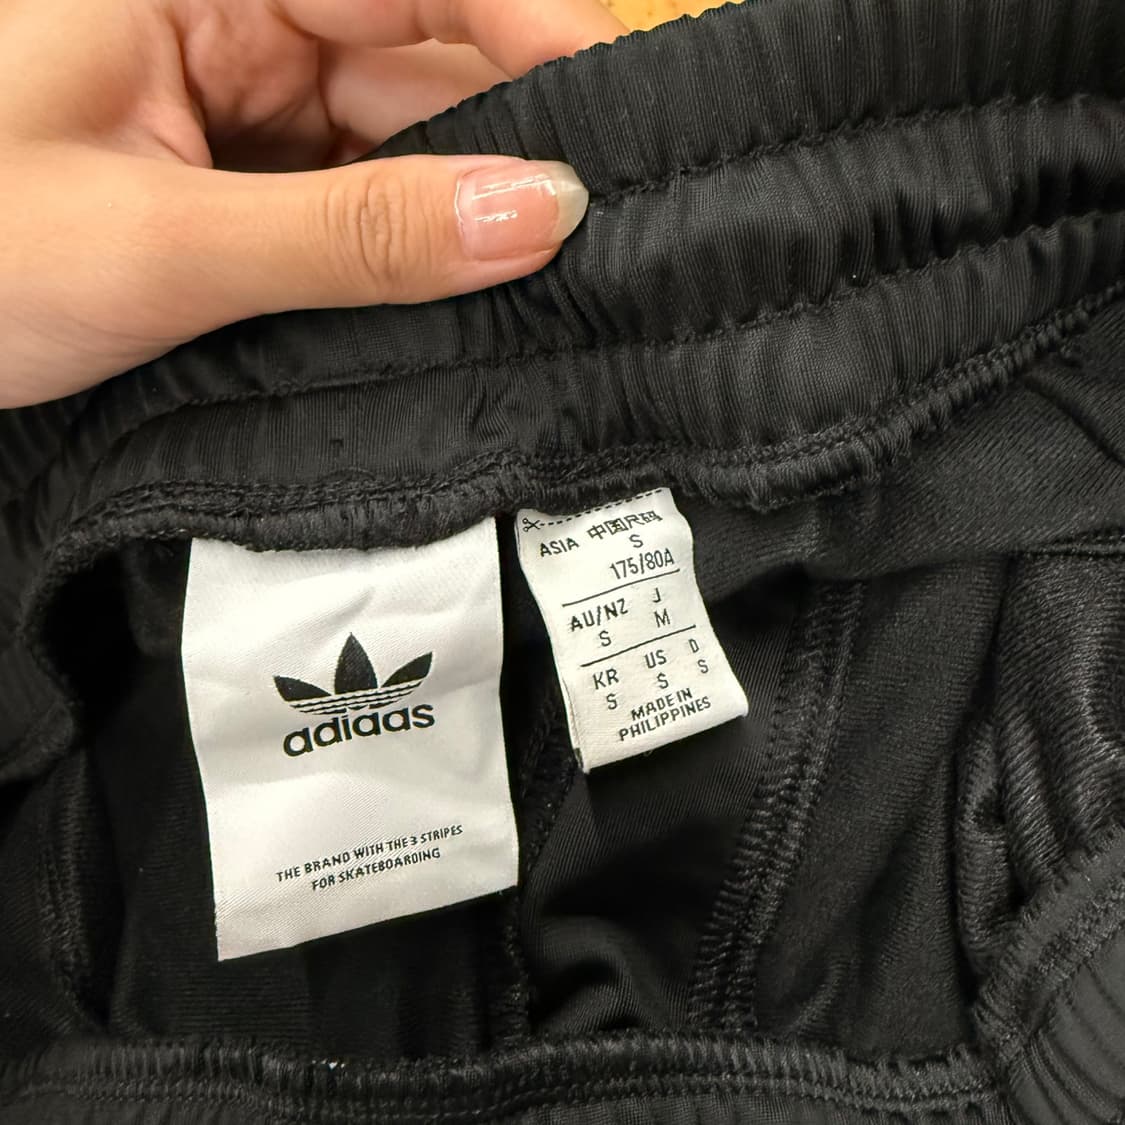 adidas
THE BRAND WITH THE 3 STRIPES
FOR SKATEBOARDING
ASIA 中国尺码
S
175/80A
AU/NZ J
S M
KR US D
S S S
MADE IN
PHILIPPINES